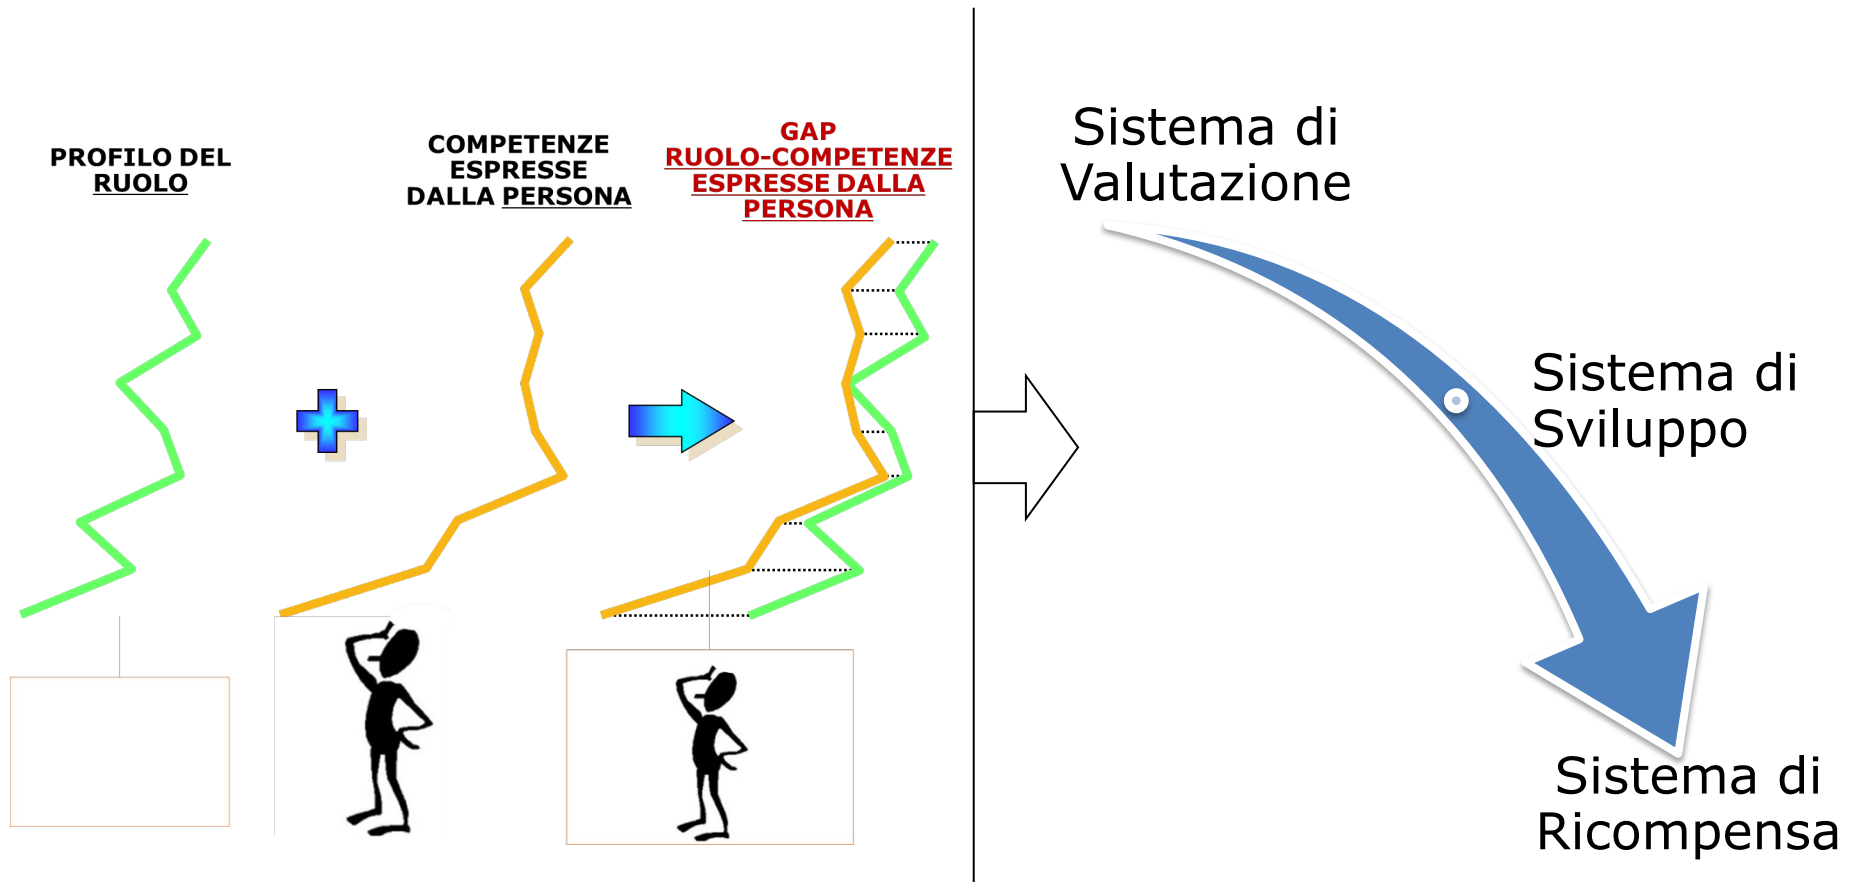 PROFILO DEL
RUOLO
COMPETENZE
ESPRESSE
DALLA PERSONA
GAP
RUOLO-COMPETENZE
ESPRESSE DALLA
PERSONA
Sistema di
Valutazione
Sistema di
Sviluppo
Sistema di
Ricompensa